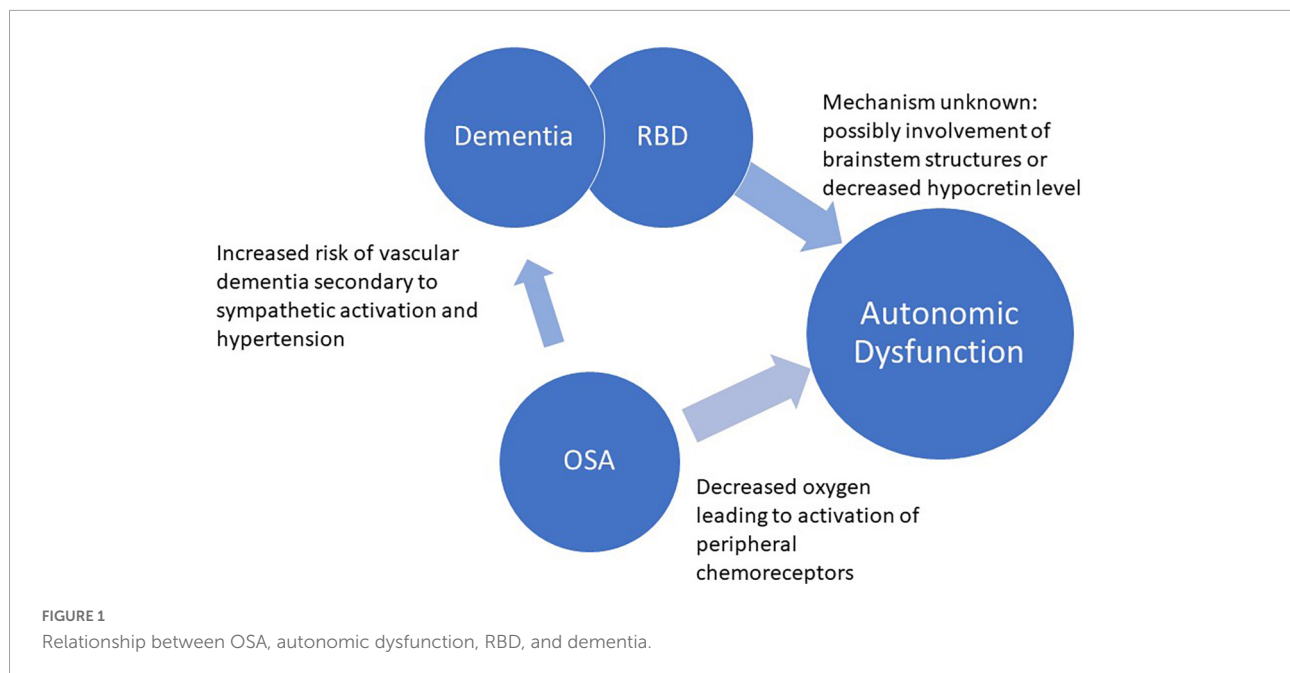 Dementia
RBD
Mechanism unknown:
possibly involvement of
brainstem structures or
decreased hypocretin level
Increased risk of vascular
dementia secondary to
sympathetic activation and
hypertension
Autonomic
Dysfunction
OSA
Decreased oxygen
leading to activation of
peripheral
chemoreceptors
FIGURE 1
Relationship between OSA, autonomic dysfunction, RBD, and dementia.